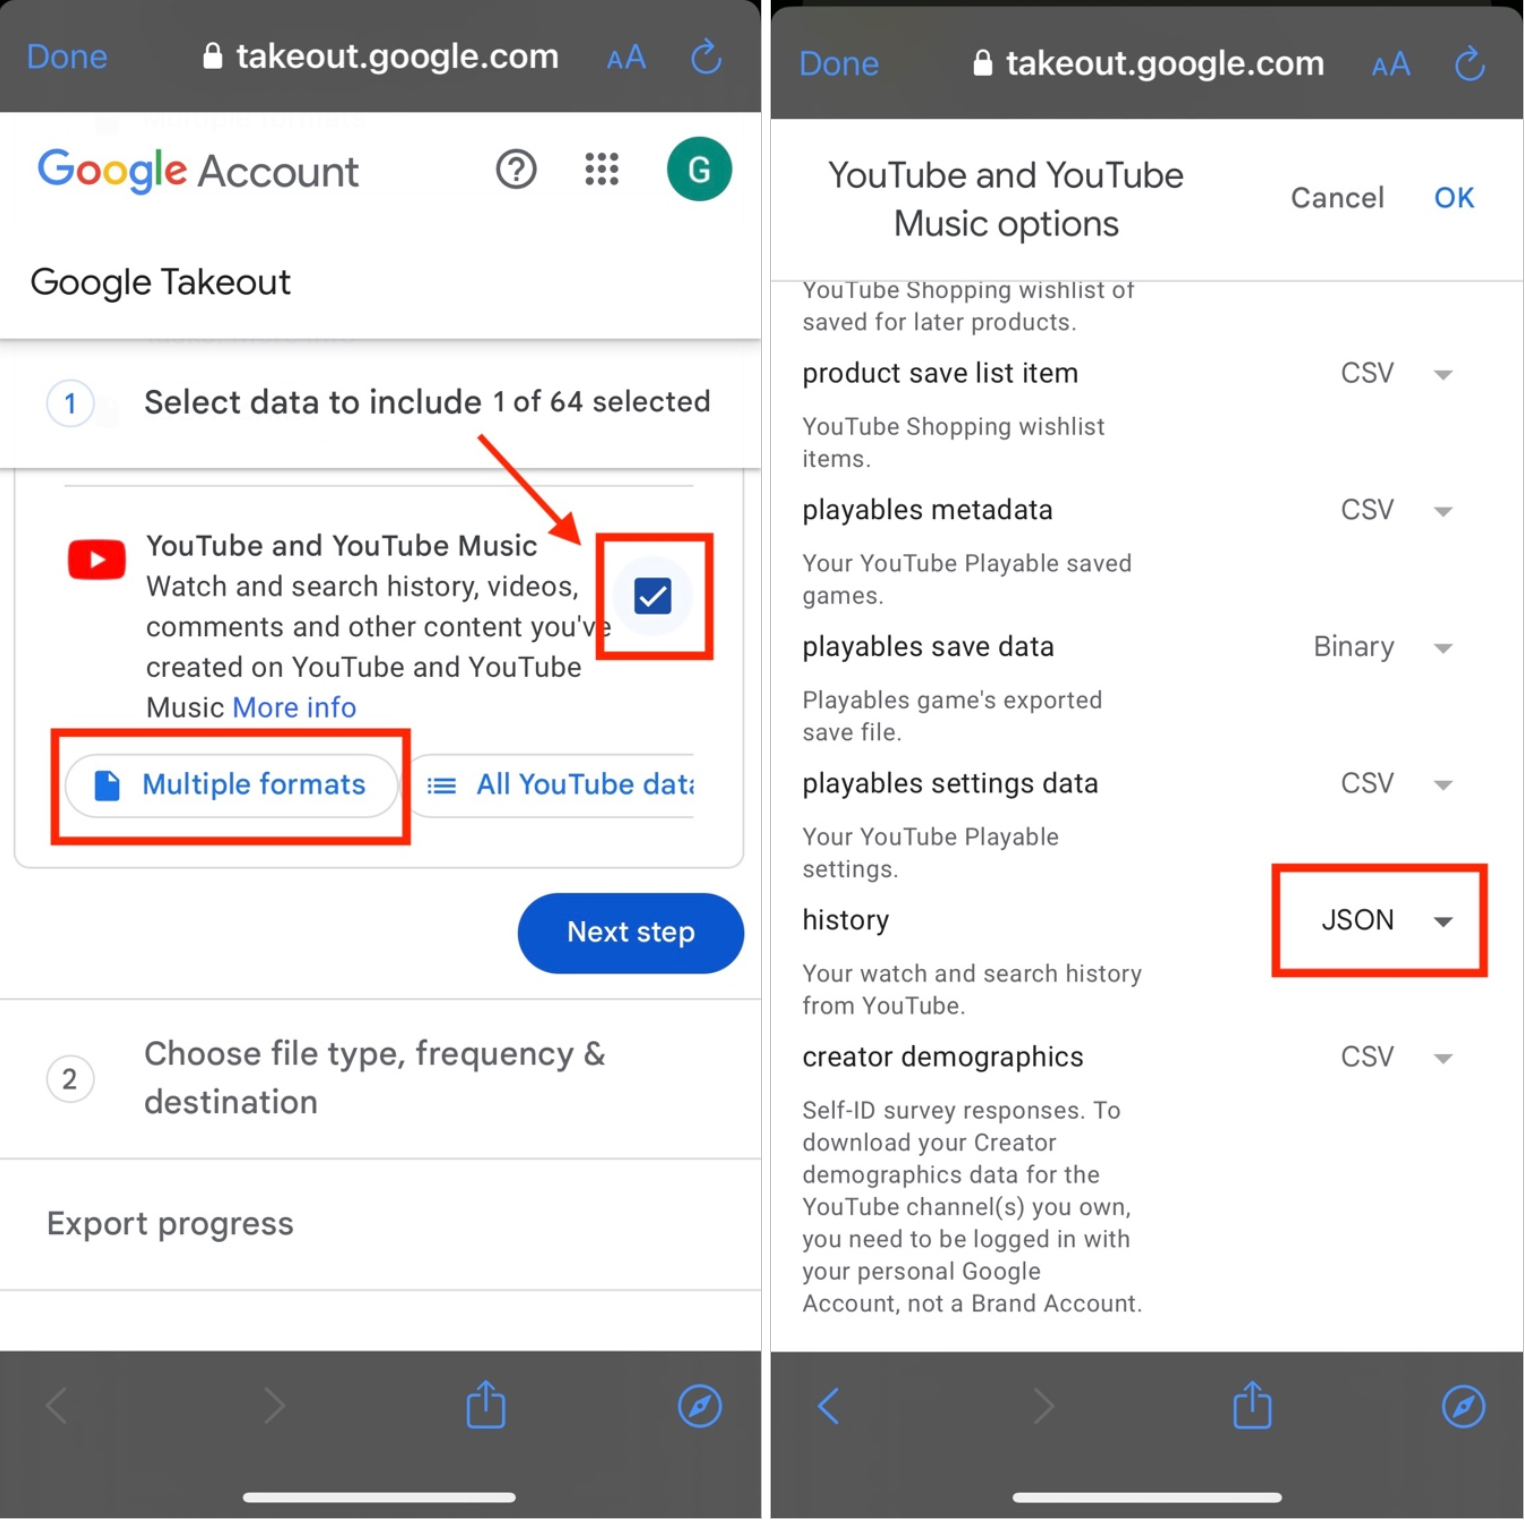 Done
takeout.google.com
AA
Google Account
G
Google Takeout
1
Select data to include 1 of 64 selected
YouTube and YouTube Music
Watch and search history, videos,
comments and other content you've
created on YouTube and YouTube
Music More info
Multiple formats
All YouTube data
Next step
2
Choose file type, frequency &
destination
Export progress
Done
takeout.google.com
AA
YouTube and YouTube
Music options
Cancel
OK
YouTube Shopping wishlist of
saved for later products.
product save list item
CSV
YouTube Shopping wishlist
items.
playables metadata
CSV
Your YouTube Playable saved
games.
playables save data
Binary
Playables game's exported
save file.
playables settings data
CSV
Your YouTube Playable
settings.
history
JSON
Your watch and search history
from YouTube.
creator demographics
CSV
Self-ID survey responses. To
download your Creator
demographics data for the
YouTube channel(s) you own,
you need to be logged in with
your personal Google
Account, not a Brand Account.